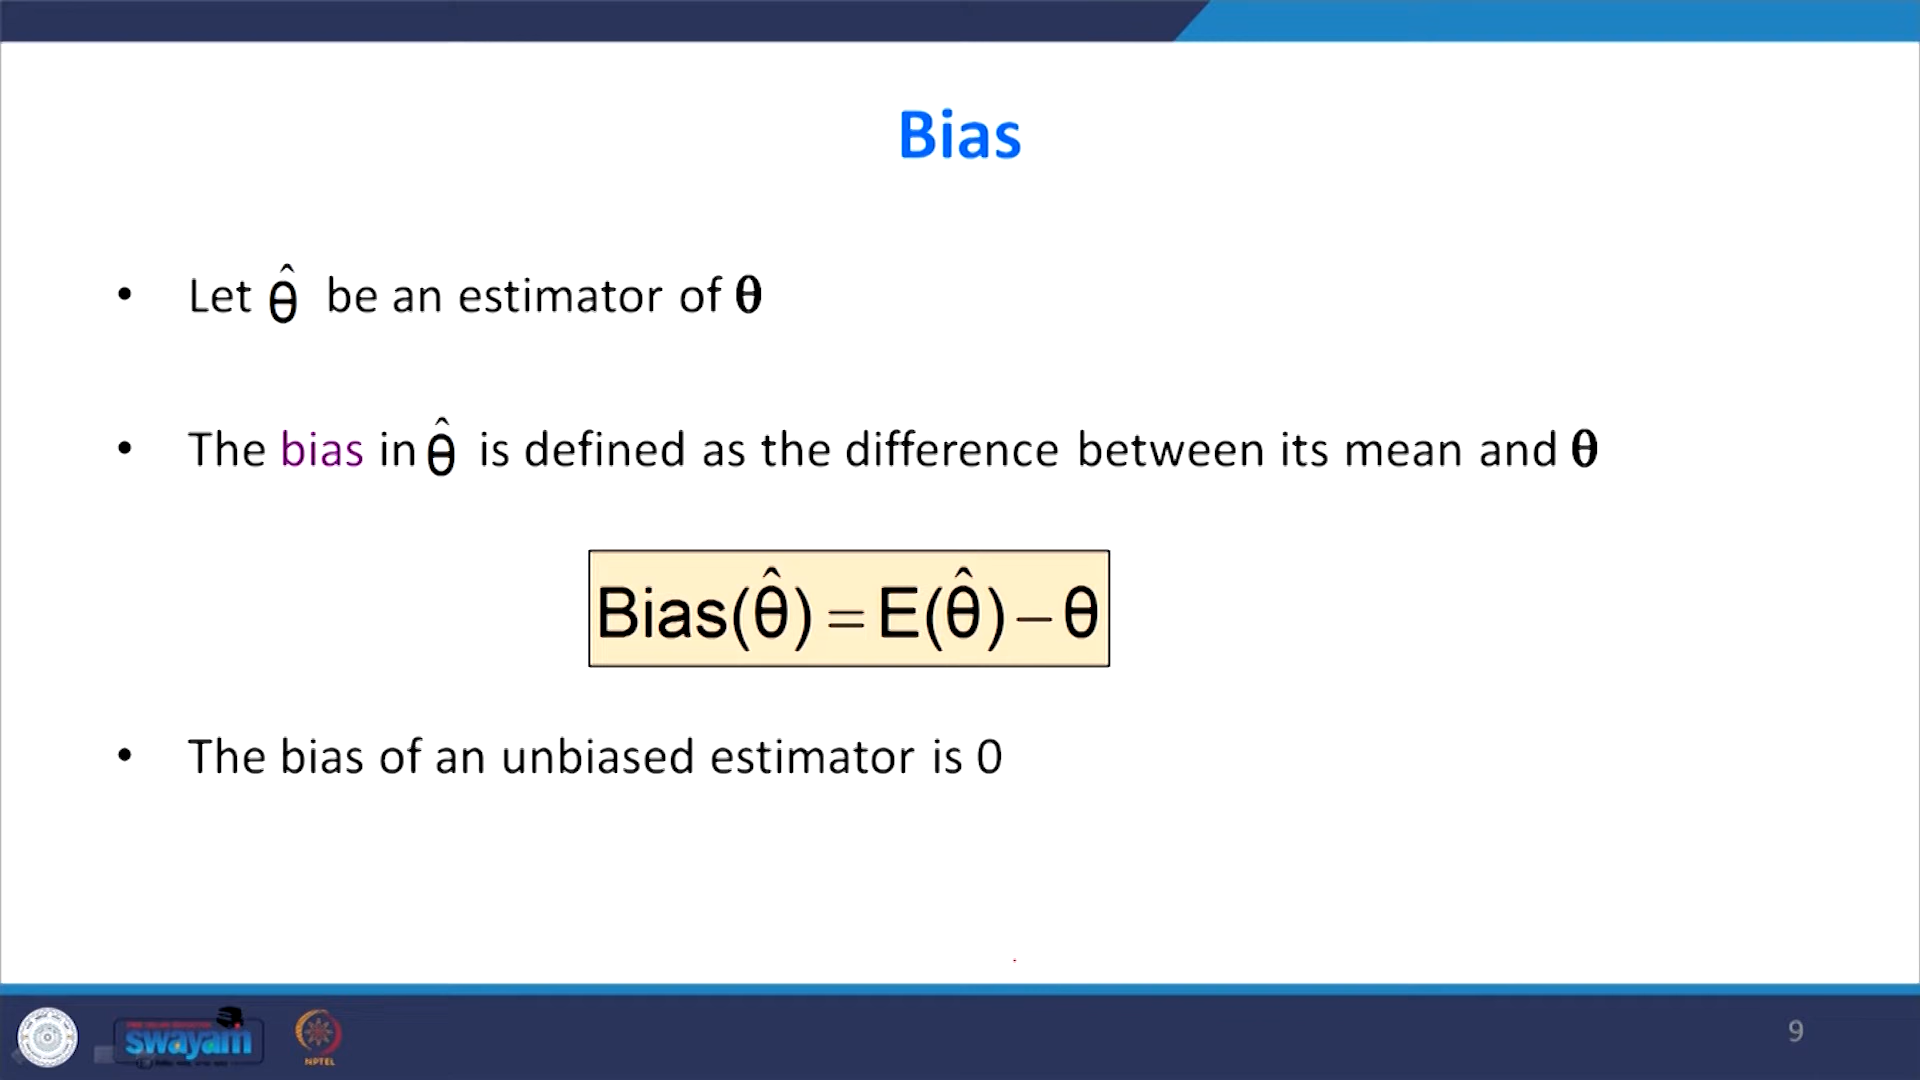 Bias
• Let θ̂ be an estimator of θ
• The bias in θ̂ is defined as the difference between its mean and θ
Bias(θ̂) = E(θ̂) – θ
• The bias of an unbiased estimator is 0
swayam
NPTEL
9